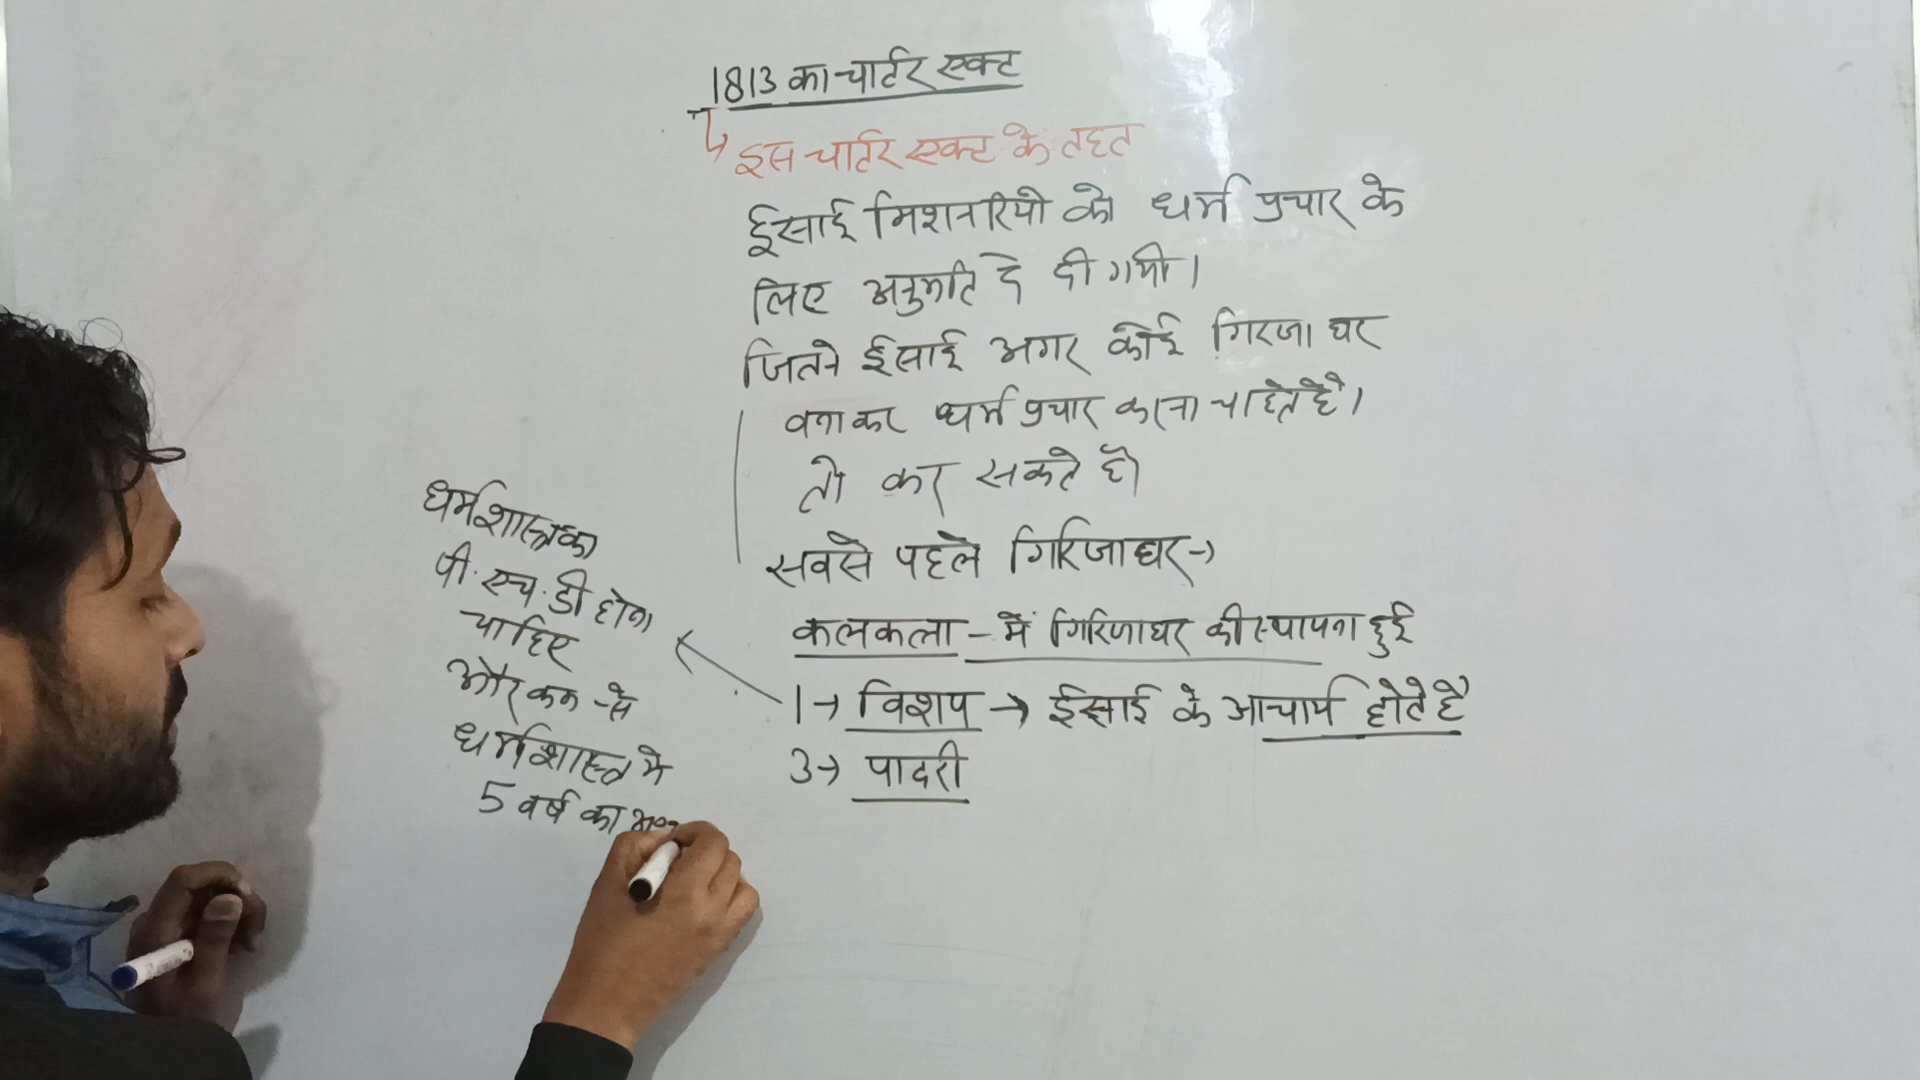 1813 का चार्टर एक्ट
इस चार्टर एक्ट के तहत
ईसाई मिशनरियो को धर्म प्रचार के
लिए अनुमति दे दी गयी।
जितने ईसाई अगर कोई गिरजा घर
बनाकर धर्म प्रचार करना चाहते है।
तो कर सकते है।
सबसे पहले गिरिजाघर→
कलकत्ता - में गिरिजाघर की स्थापना हुई
1→ विशप → ईसाई के आचार्य होते है
3→ पादरी
धर्मशास्त्र का
पी. एच. डी होना
चाहिए
और कम-से
धर्मशास्त्र मे
5 वर्ष का